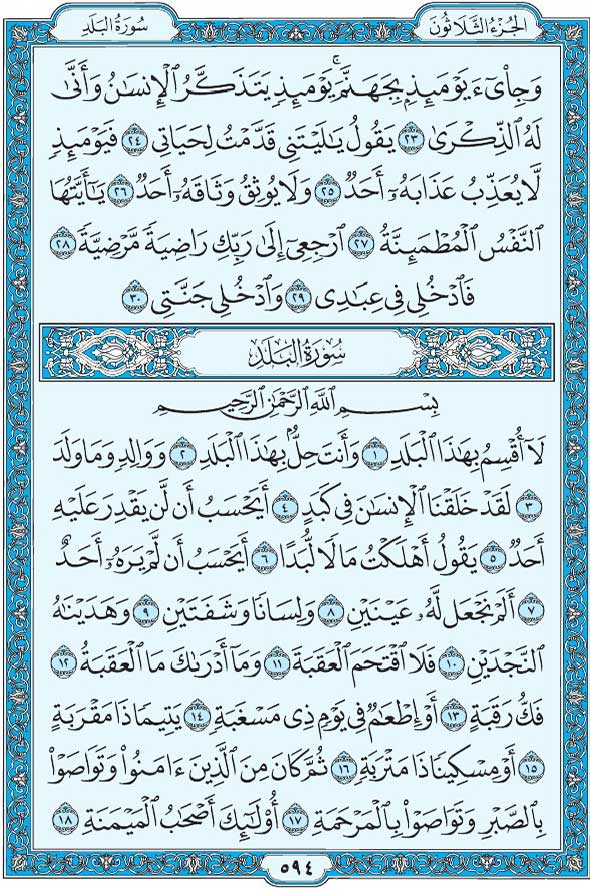 الجُزْءُ الثَّلَاثُونَ
سُورَةُ البَلَدِ
وَجِا۟ىٓءَ يَوْمَئِذٍۭ بِجَهَنَّمَۚ يَوْمَئِذٍ يَتَذَكَّرُ ٱلْإِنسَٰنُ وَأَنَّىٰ
لَهُ ٱلذِّكْرَىٰ ٢٣ يَقُولُ يَٰلَيْتَنِى قَدَّمْتُ لِحَيَاتِى ٢٤ فَيَوْمَئِذٍ
لَّا يُعَذِّبُ عَذَابَهُۥٓ أَحَدٌ ٢٥ وَلَا يُوثِقُ وَثَاقَهُۥٓ أَحَدٌ ٢٦ يَٰٓأَيَّتُهَا
ٱلنَّفْسُ ٱلْمُطْمَئِنَّةُ ٢٧ ٱرْجِعِىٓ إِلَىٰ رَبِّكِ رَاضِيَةً مَّرْضِيَّةً ٢٨
فَٱدْخُلِى فِى عِبَٰدِى ٢٩ وَٱدْخُلِى جَنَّتِى ٣٠
سُورَةُ البَلَدِ
بِسْمِ ٱللَّهِ ٱلرَّحْمَٰنِ ٱلرَّحِيمِ
لَآ أُقْسِمُ بِهَٰذَا ٱلْبَلَدِ ١ وَأَنتَ حِلٌّۢ بِهَٰذَا ٱلْبَلَدِ ٢ وَوَالِدٍ وَمَا وَلَدَ
٣ لَقَدْ خَلَقْنَا ٱلْإِنسَٰنَ فِى كَبَدٍ ٤ أَيَحْسَبُ أَن لَّن يَقْدِرَ عَلَيْهِ
أَحَدٌ ٥ يَقُولُ أَهْلَكْتُ مَالًا لُّبَدًا ٦ أَيَحْسَبُ أَن لَّمْ يَرَهُۥٓ أَحَدٌ
٧ أَلَمْ نَجْعَل لَّهُۥ عَيْنَيْنِ ٨ وَلِسَانًا وَشَفَتَيْنِ ٩ وَهَدَيْنَٰهُ
ٱلنَّجْدَيْنِ ١٠ فَلَا ٱقْتَحَمَ ٱلْعَقَبَةَ ١١ وَمَآ أَدْرَىٰكَ مَا ٱلْعَقَبَةُ ١٢
فَكُّ رَقَبَةٍ ١٣ أَوْ إِطْعَٰمٌ فِى يَوْمٍ ذِى مَسْغَبَةٍ ١٤ يَتِيمًا ذَا مَقْرَبَةٍ
١٥ أَوْ مِسْكِينًا ذَا مَتْرَبَةٍ ١٦ ثُمَّ كَانَ مِنَ ٱلَّذِينَ ءَامَنُوا۟ وَتَوَاصَوْا۟
بِٱلصَّبْرِ وَتَوَاصَوْا۟ بِٱلْمَرْحَمَةِ ١٧ أُو۟لَٰٓئِكَ أَصْحَٰبُ ٱلْمَيْمَنَةِ ١٨
٥٩٤